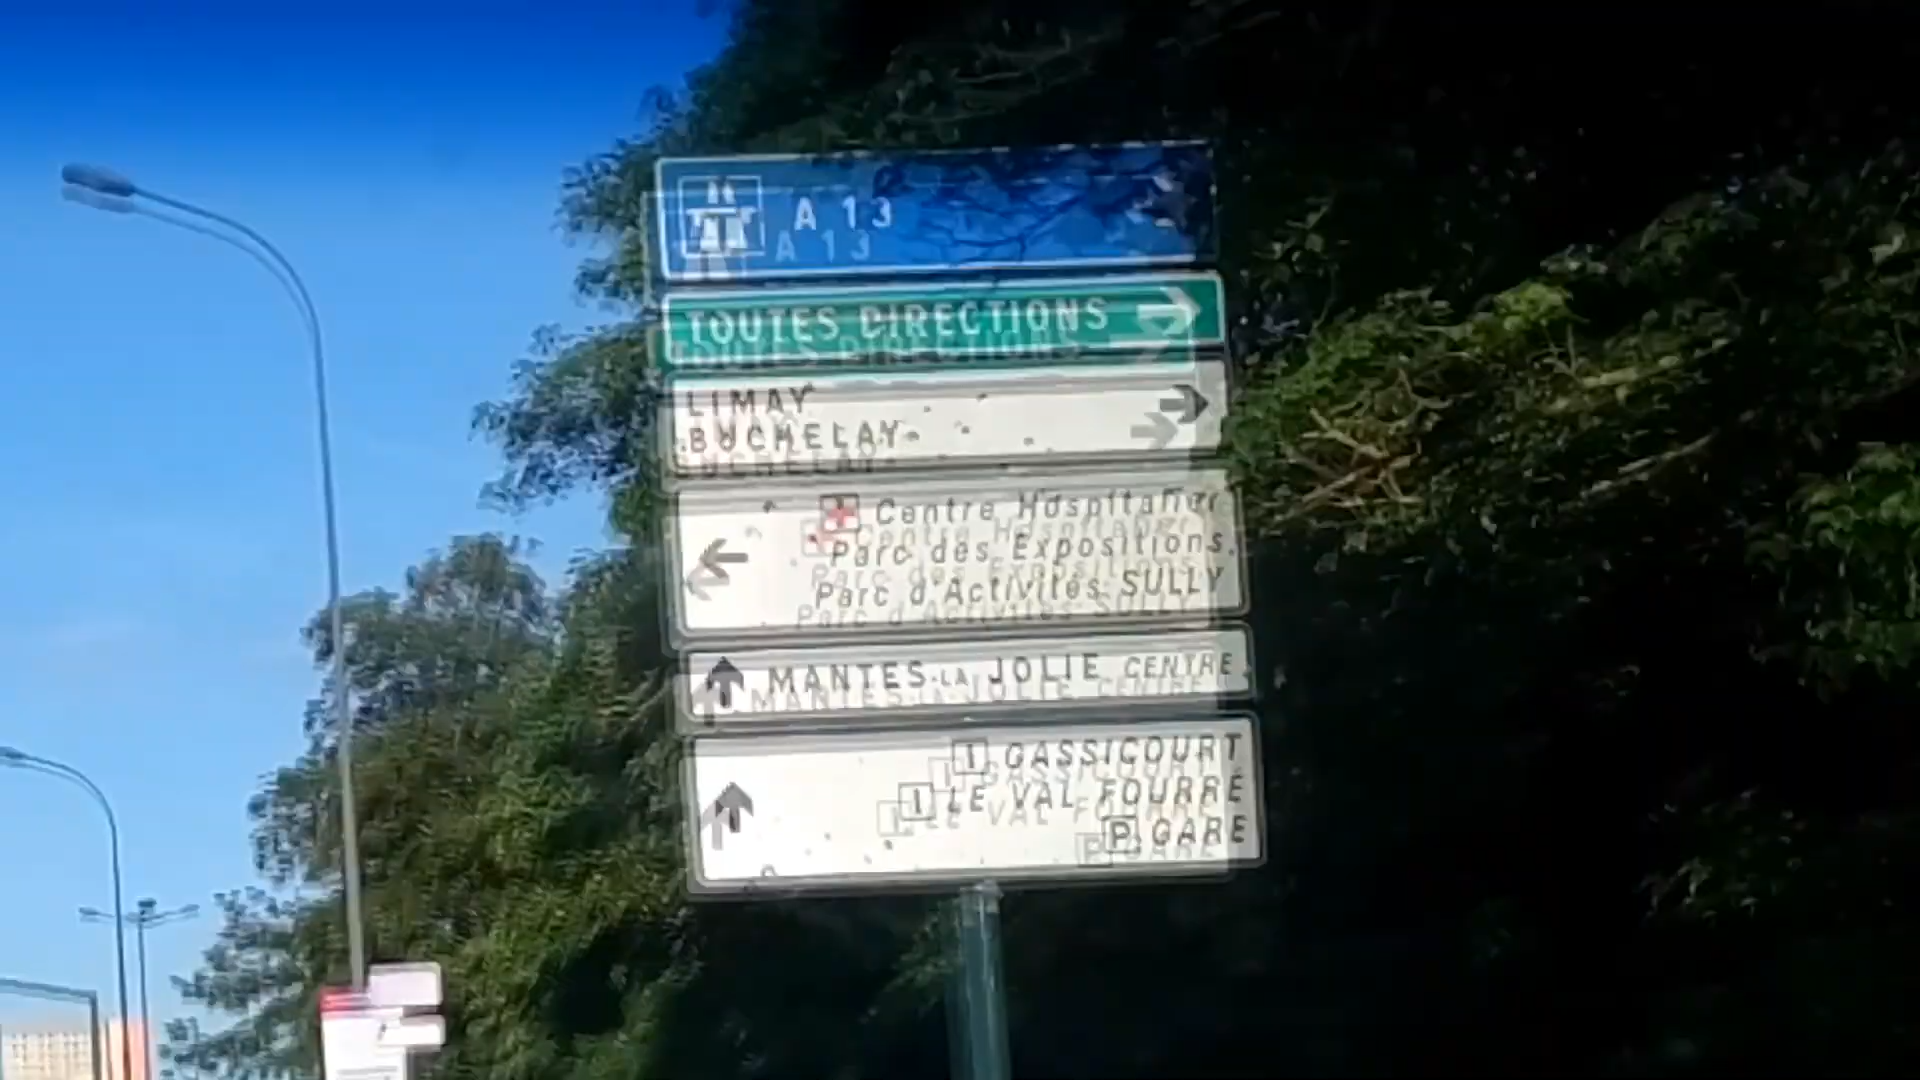 A 13
TOUTES DIRECTIONS
LIMAY
BUCHELAY
Centre Hospitalier
Parc des Expositions
Parc d'Activités SULLY
MANTES-LA JOLIE CENTRE
i GASSICOURT
i LE VAL FOURRÉ
P GARE